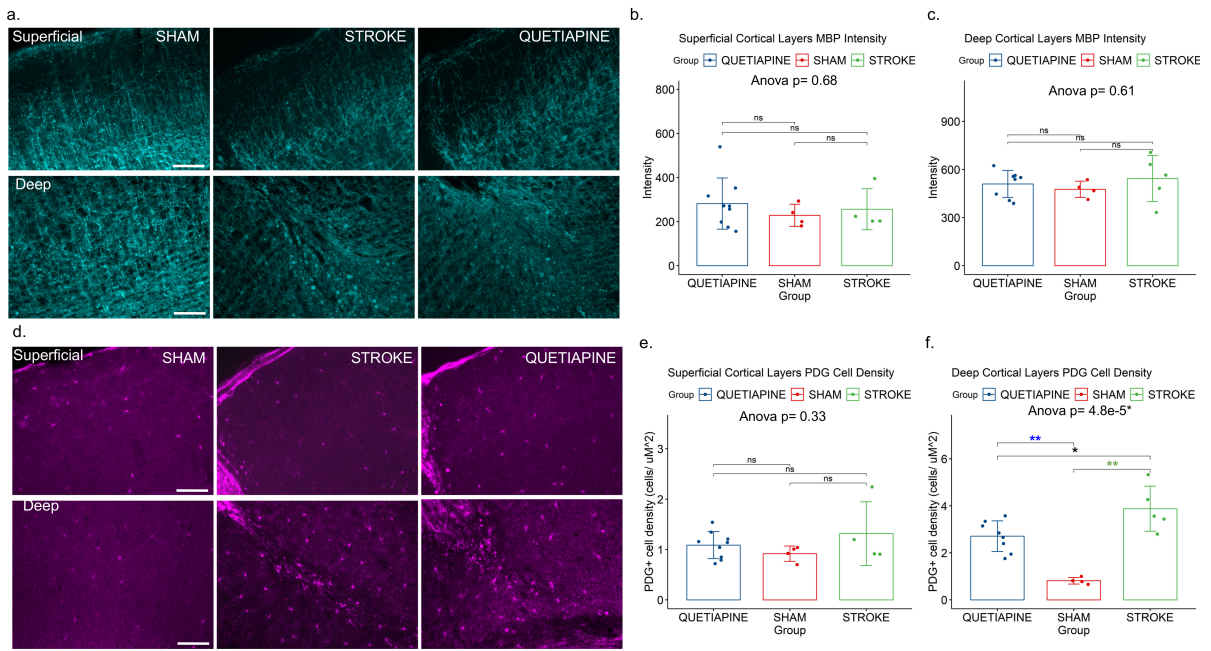 a.
Superficial SHAM STROKE QUETIAPINE
Deep
b.
Superficial Cortical Layers MBP Intensity
Group QUETIAPINE SHAM STROKE
Anova p= 0.68
800
600
400
200
0
Intensity
ns
ns
ns
QUETIAPINE SHAM STROKE
Group
c.
Deep Cortical Layers MBP Intensity
Group QUETIAPINE SHAM STROKE
Anova p= 0.61
900
600
300
0
Intensity
ns
ns
ns
QUETIAPINE SHAM STROKE
Group
d.
Superficial SHAM STROKE QUETIAPINE
Deep
e.
Superficial Cortical Layers PDG Cell Density
Group QUETIAPINE SHAM STROKE
Anova p= 0.33
3
2
1
0
PDG+ cell density (cells/ uM^2)
ns
ns
ns
QUETIAPINE SHAM STROKE
Group
f.
Deep Cortical Layers PDG Cell Density
Group QUETIAPINE SHAM STROKE
Anova p= 4.8e-5*
6
4
2
0
PDG+ cell density (cells/ uM^2)
**
*
**
QUETIAPINE SHAM STROKE
Group